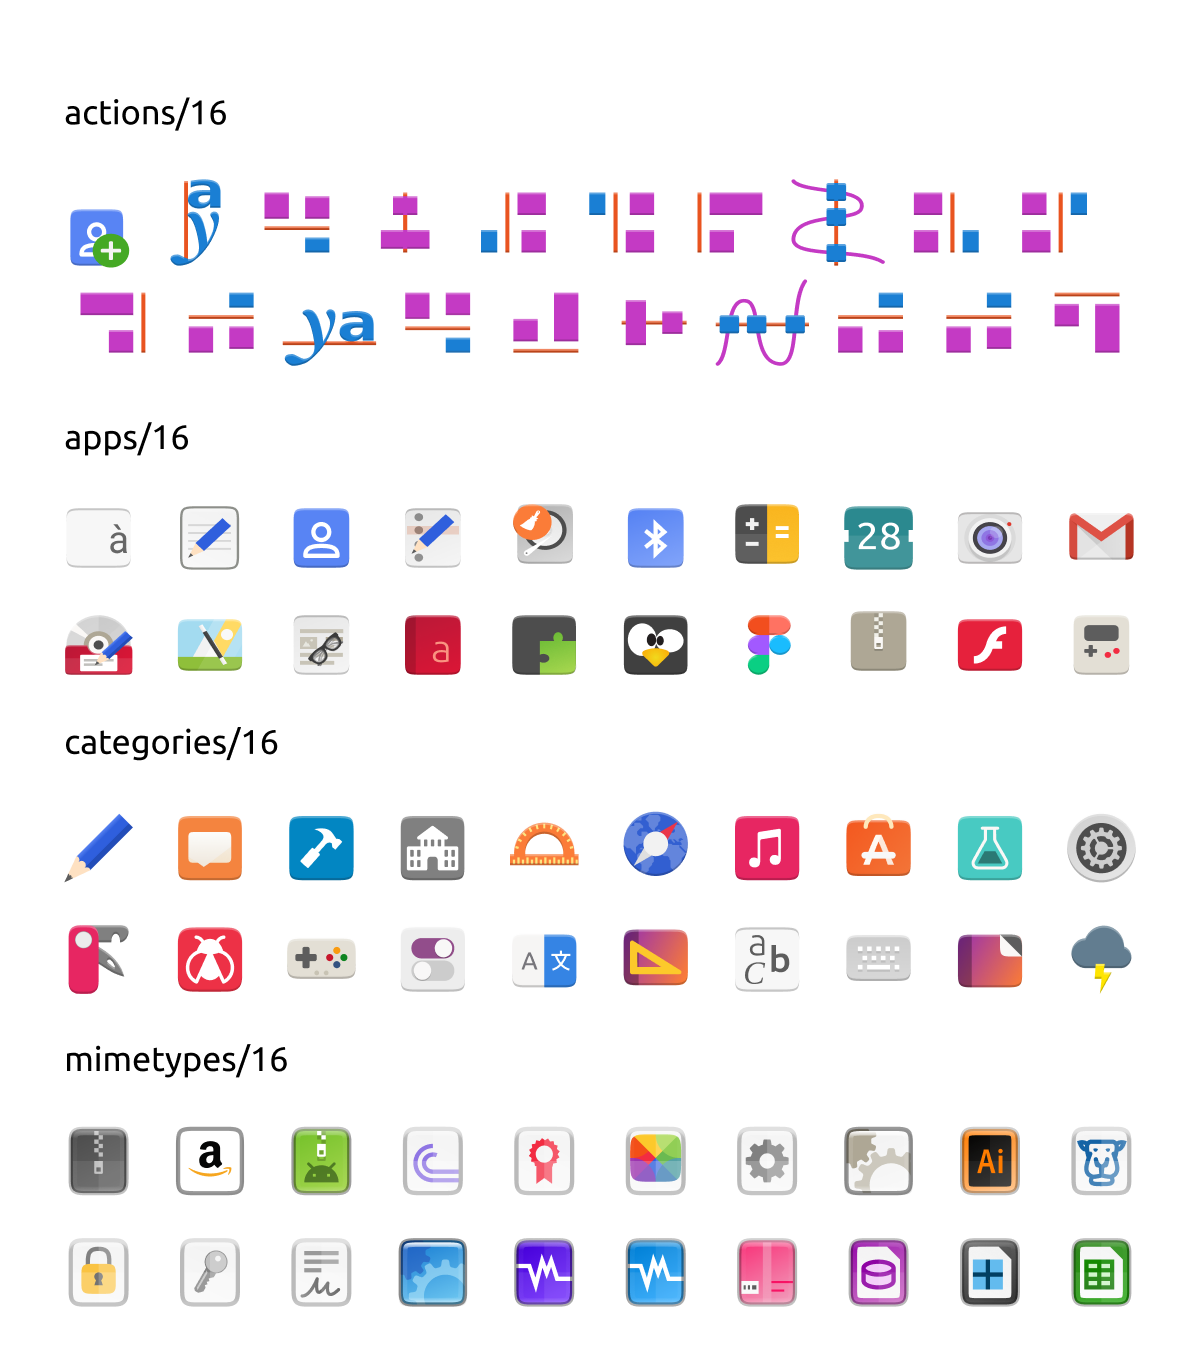 actions/16
a
y
ya
apps/16
à
28
a
categories/16
A 文
a
b
C
mimetypes/16
a
Ai